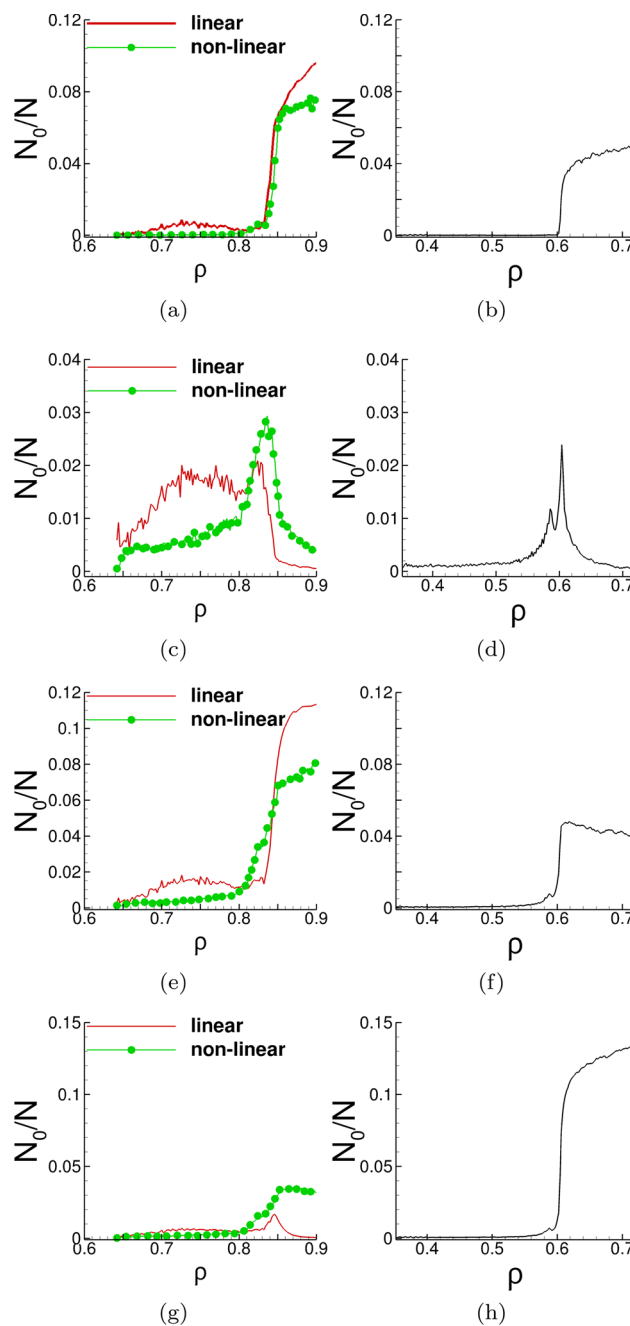 0.12
linear
non-linear
0.08
0.04
0
N₀/N
0.6 0.7 0.8 0.9
ρ
(a)
0.12
0.08
0.04
0
N₀/N
0.4 0.5 0.6 0.7
ρ
(b)
0.04
linear
non-linear
0.03
0.02
0.01
0
N₀/N
0.6 0.7 0.8 0.9
ρ
(c)
0.04
0.03
0.02
0.01
0
N₀/N
0.4 0.5 0.6 0.7
ρ
(d)
0.12
linear
non-linear
0.1
0.08
0.06
0.04
0.02
0
N₀/N
0.6 0.7 0.8 0.9
ρ
(e)
0.12
0.08
0.04
0
N₀/N
0.4 0.5 0.6 0.7
ρ
(f)
0.15
linear
non-linear
0.1
0.05
0
N₀/N
0.6 0.7 0.8 0.9
ρ
(g)
0.15
0.1
0.05
0
N₀/N
0.4 0.5 0.6 0.7
ρ
(h)